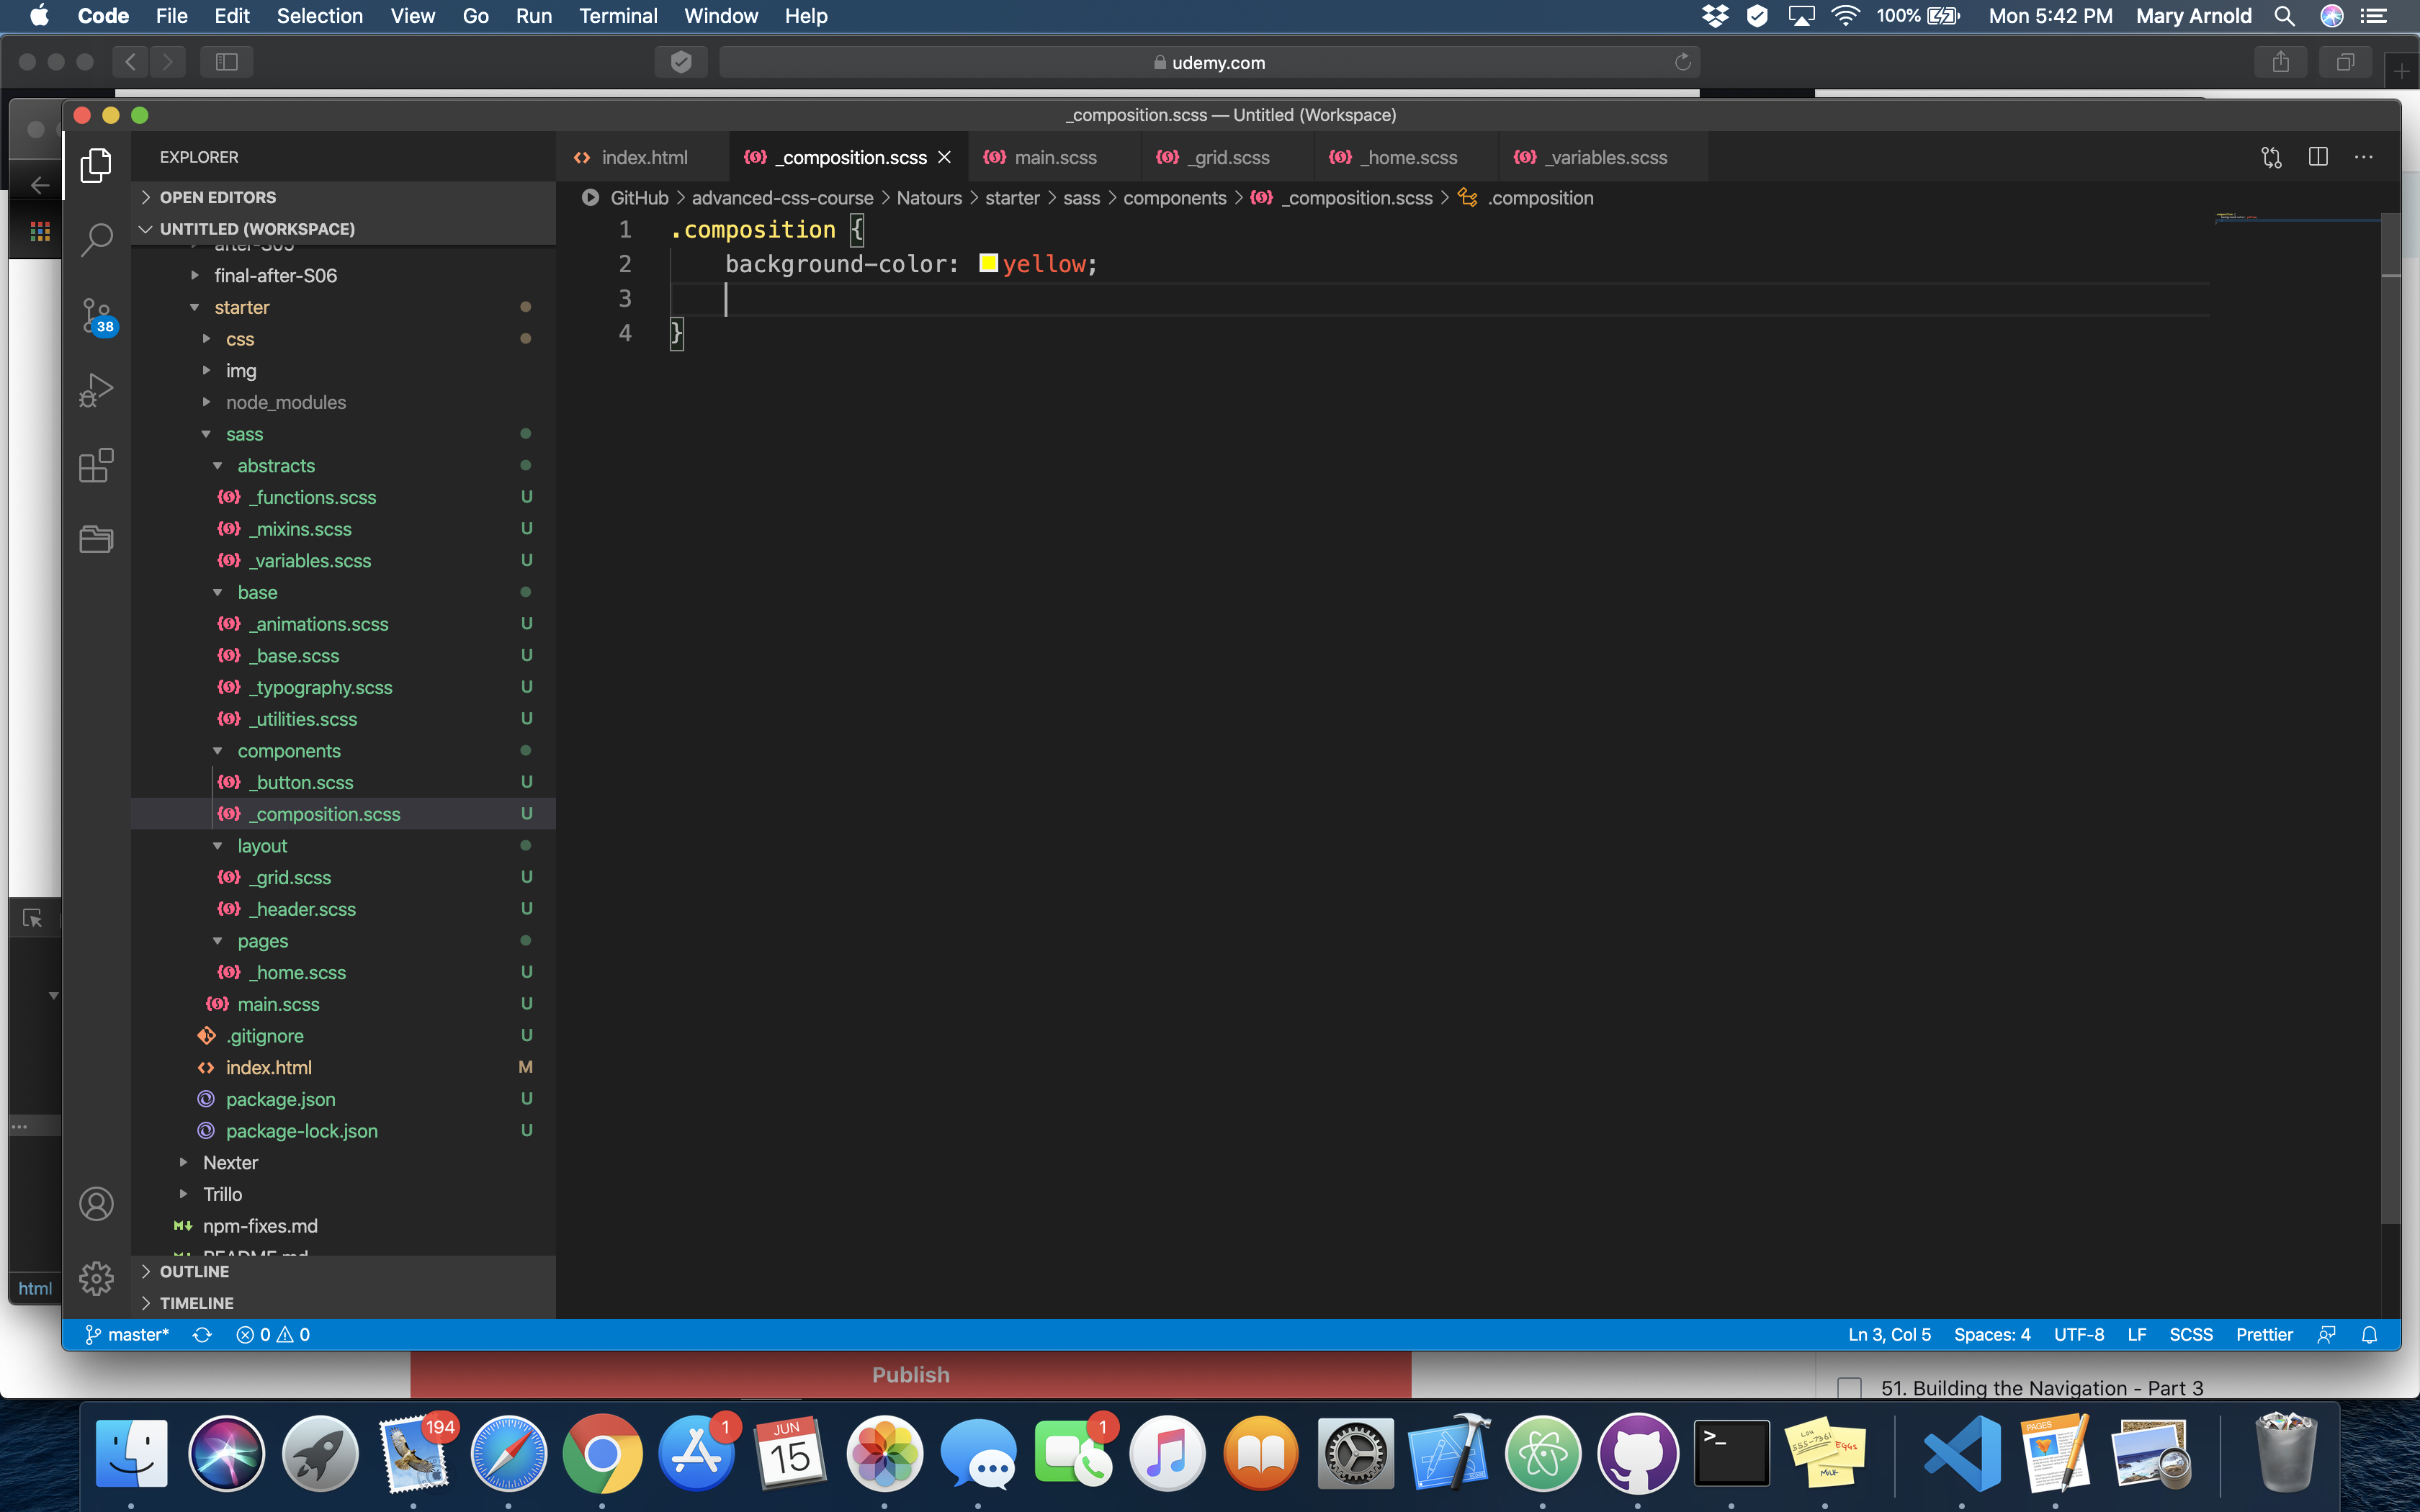 Code File Edit Selection View Go Run Terminal Window Help 100% Mon 5:42 PM Mary Arnold
udemy.com
_composition.scss — Untitled (Workspace)
EXPLORER
index.html _composition.scss main.scss _grid.scss _home.scss _variables.scss
OPEN EDITORS
GitHub > advanced-css-course > Natours > starter > sass > components > _composition.scss > .composition
UNTITLED (WORKSPACE)
1 .composition {
after-S05
2 background-color: yellow;
final-after-S06
3
starter
4 }
38
css
img
node_modules
sass
abstracts
_functions.scss U
_mixins.scss U
_variables.scss U
base
_animations.scss U
_base.scss U
_typography.scss U
_utilities.scss U
components
_button.scss U
_composition.scss U
layout
_grid.scss U
_header.scss U
pages
_home.scss U
main.scss U
.gitignore U
index.html M
package.json U
package-lock.json U
Nexter
Trillo
npm-fixes.md
README.md
OUTLINE
html
TIMELINE
master* 0 0 Ln 3, Col 5 Spaces: 4 UTF-8 LF SCSS Prettier
Publish
51. Building the Navigation - Part 3
194
1
JUN
15
1
>_
PAGES